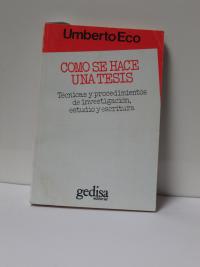 Umberto Eco
COMO SE HACE
UNA TESIS
Técnicas y procedimientos
de investigación,
estudio y escritura
gedisa
editorial